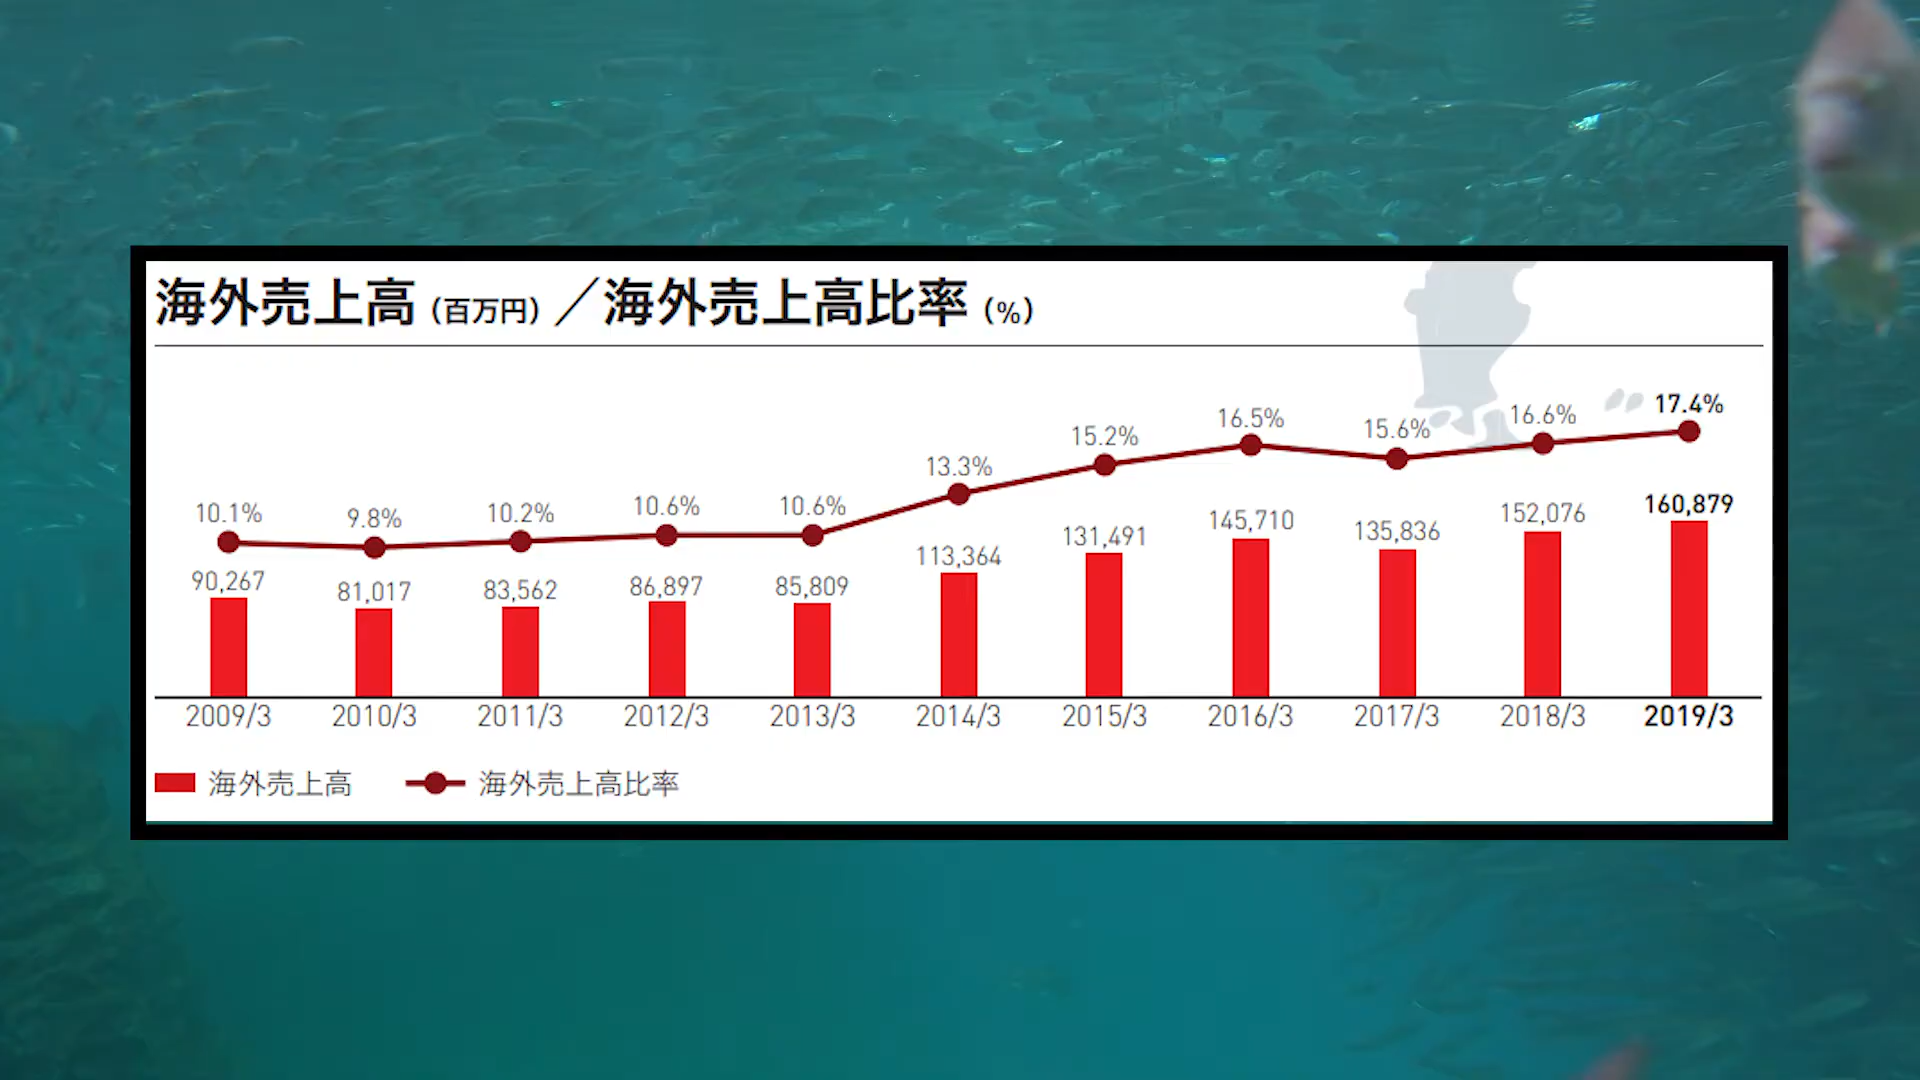 海外売上高（百万円）／海外売上高比率（%）
10.1% 9.8% 10.2% 10.6% 10.6% 13.3% 15.2% 16.5% 15.6% 16.6% 17.4%
90,267 81,017 83,562 86,897 85,809 113,364 131,491 145,710 135,836 152,076 160,879
2009/3 2010/3 2011/3 2012/3 2013/3 2014/3 2015/3 2016/3 2017/3 2018/3 2019/3
海外売上高 海外売上高比率